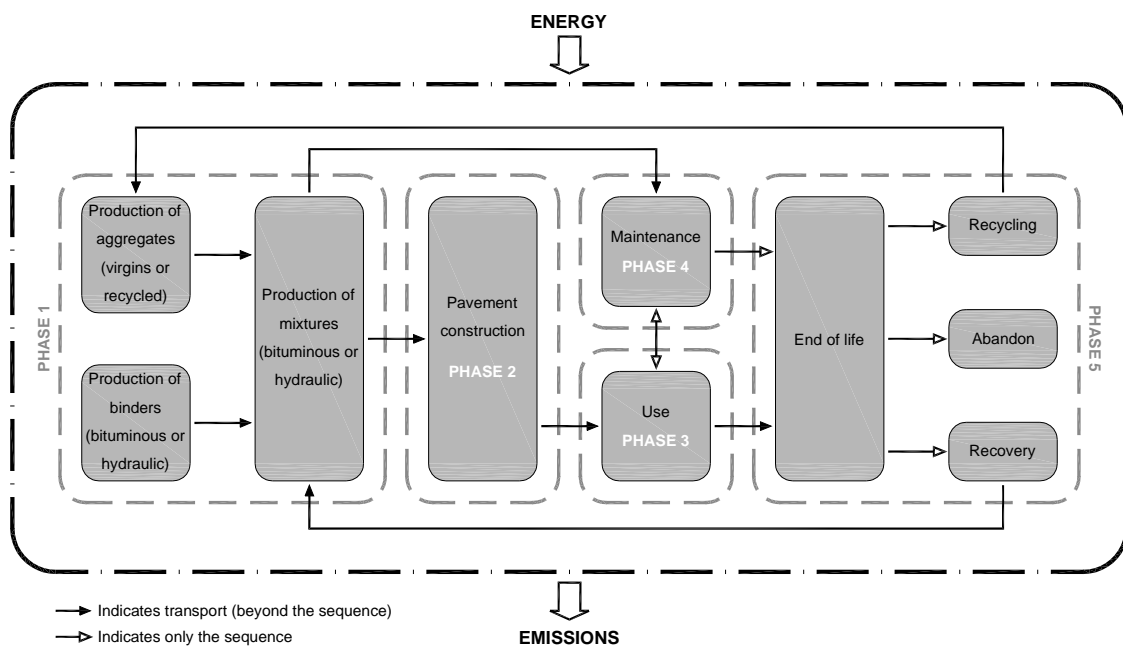 ENERGY
PHASE 1
Production of
aggregates
(virgins or
recycled)
Production of
binders
(bituminous or
hydraulic)
Production of
mixtures
(bituminous or
hydraulic)
Pavement
construction
PHASE 2
Maintenance
PHASE 4
Use
PHASE 3
End of life
Recycling
Abandon
Recovery
PHASE 5
Indicates transport (beyond the sequence)
Indicates only the sequence
EMISSIONS